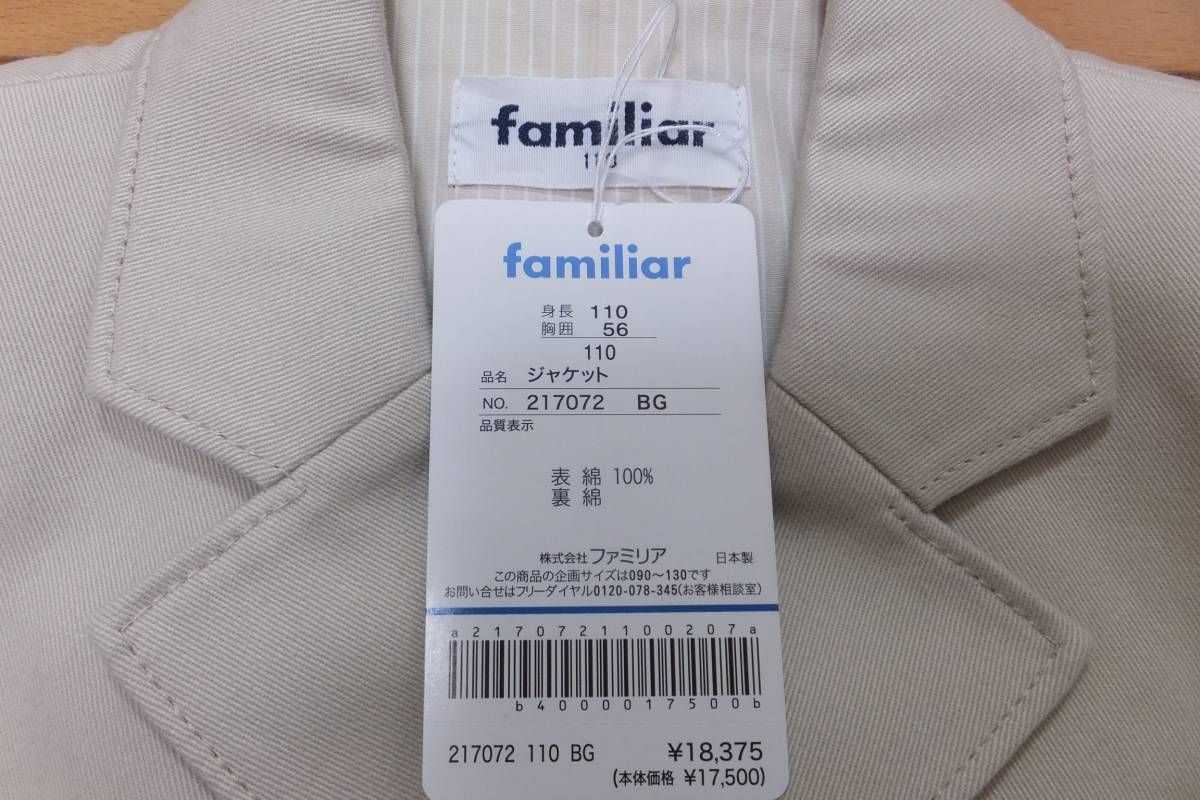 familiar
110
familiar
身長 110
胸囲 56
110
品名 ジャケット
NO. 217072 BG
品質表示
表 綿 100%
裏 綿
株式会社ファミリア 日本製
この商品の企画サイズは090～130です
お問い合せはフリーダイヤル0120-078-345(お客様相談室)
a2170721100207a
b4000017500b
217072 110 BG ¥18,375
(本体価格 ¥17,500)